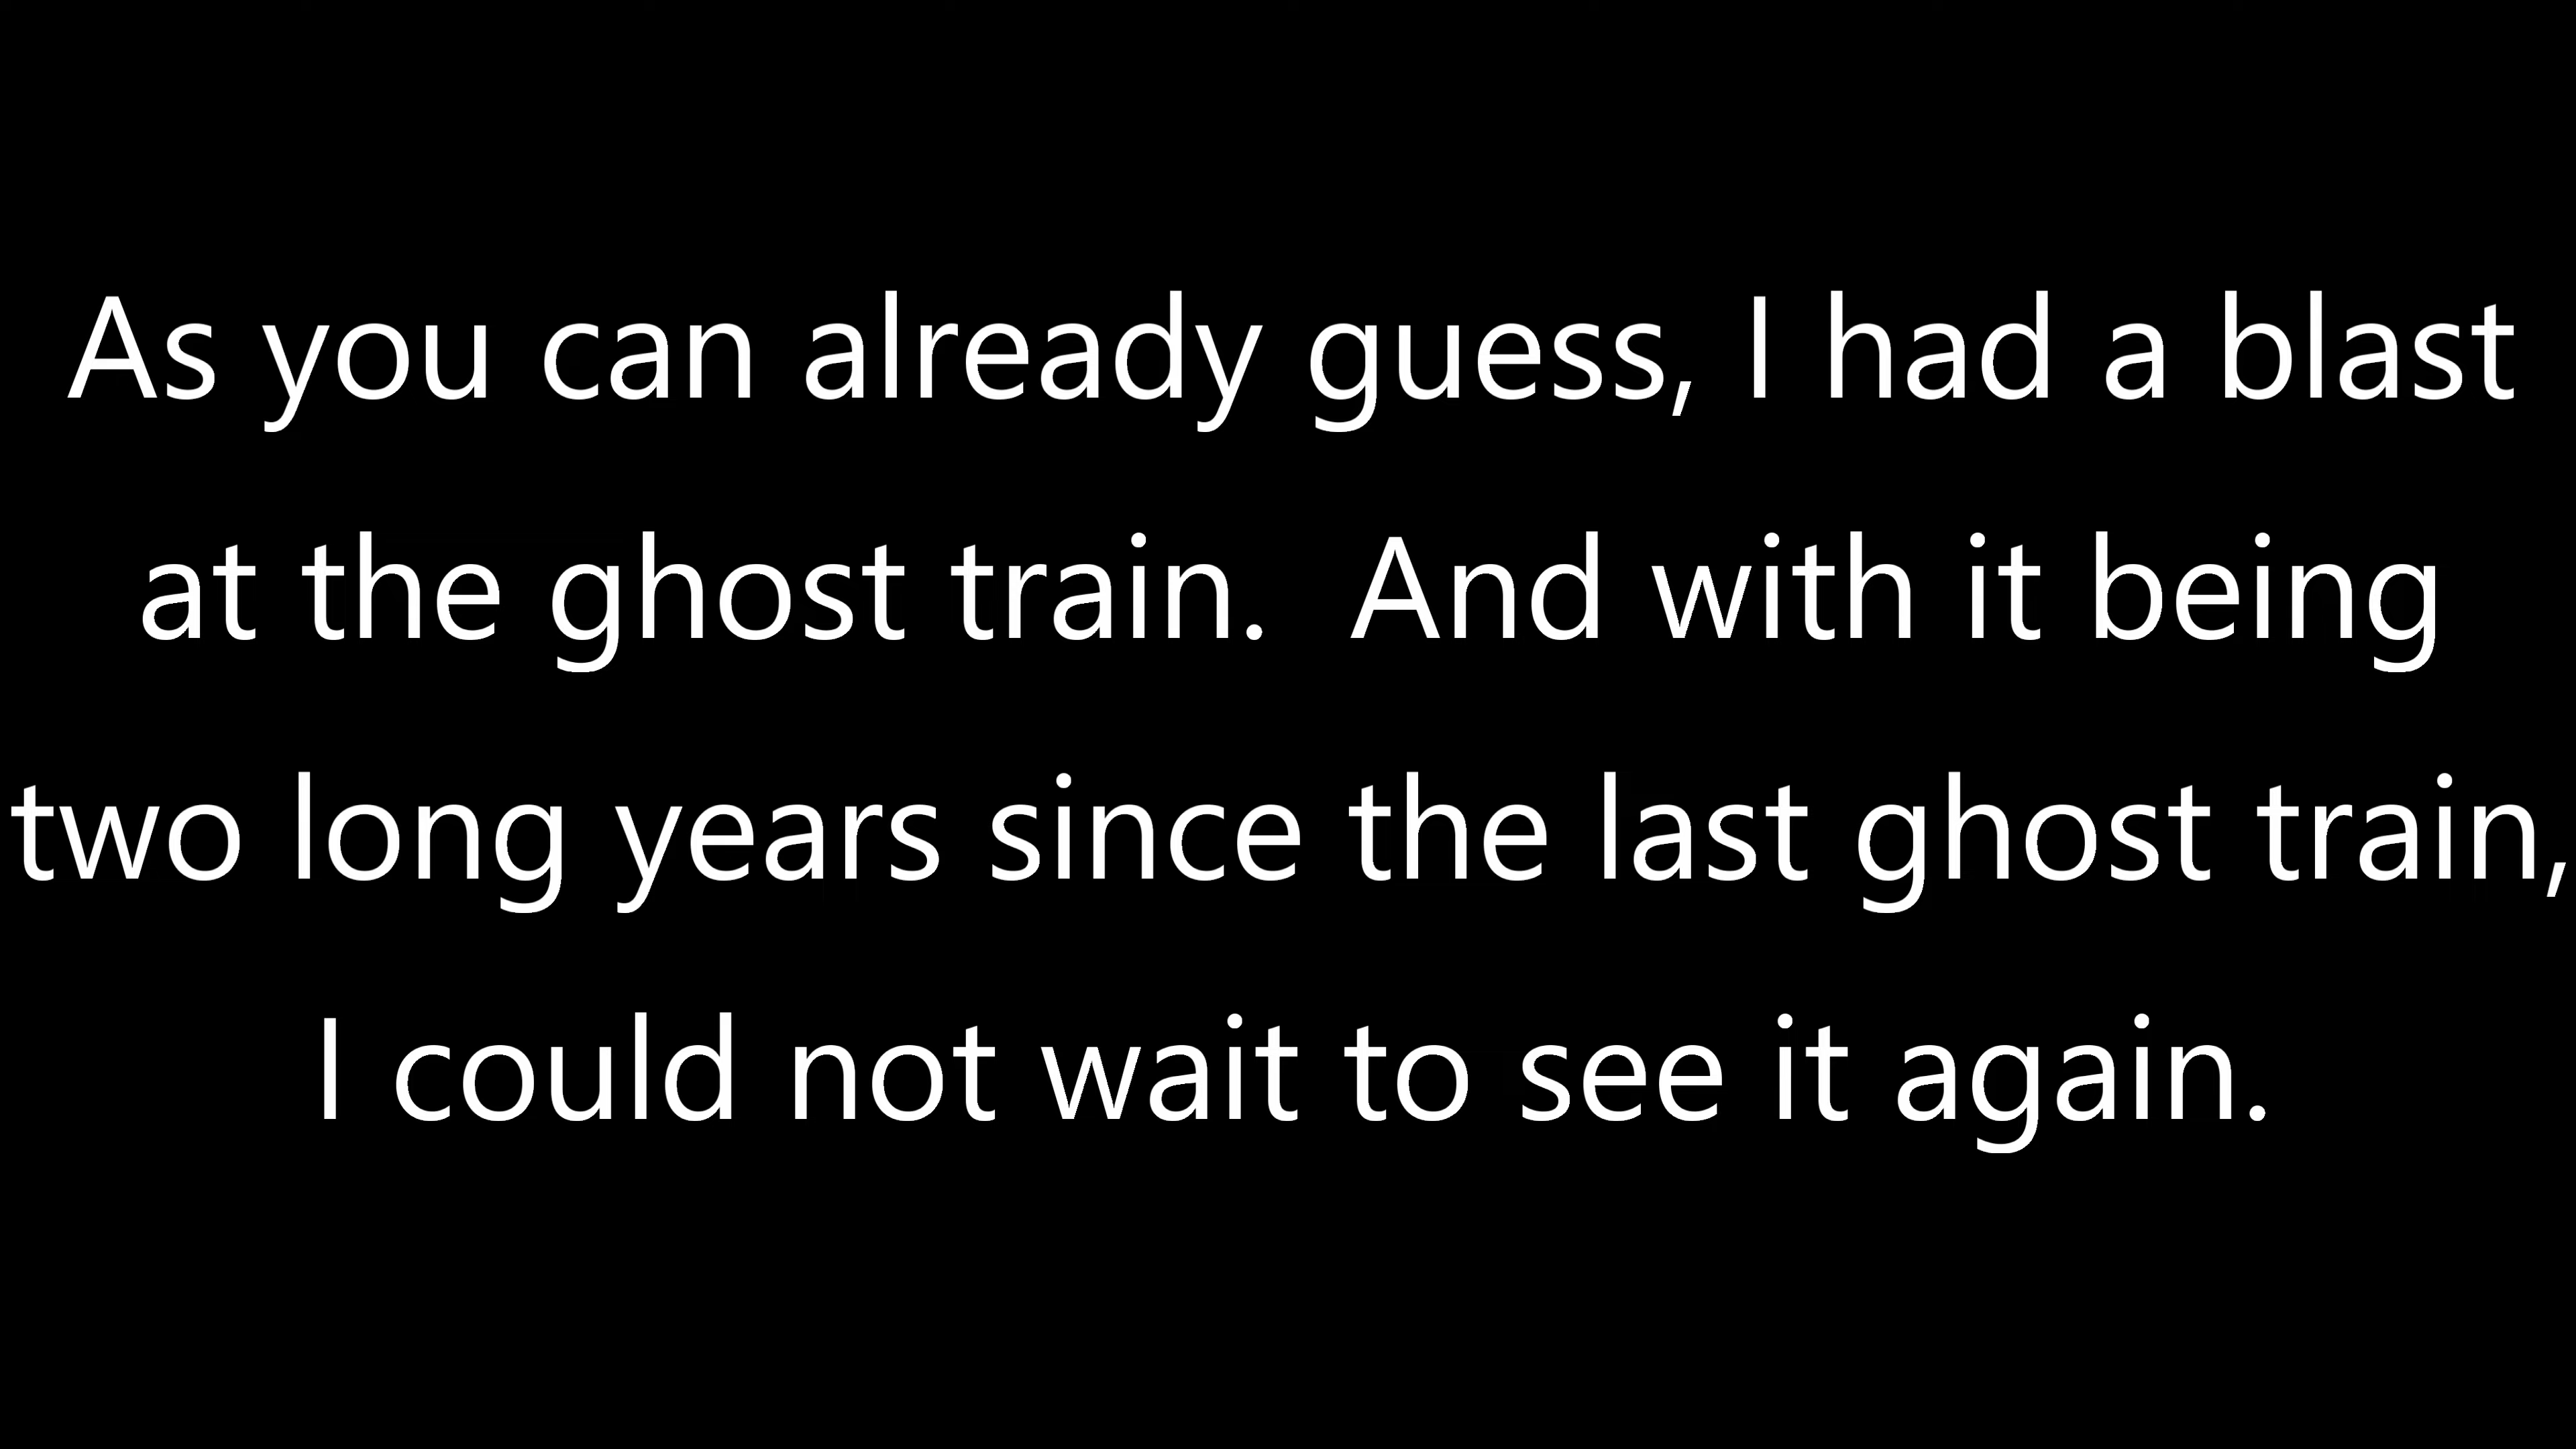 As you can already guess, I had a blast
at the ghost train.  And with it being
two long years since the last ghost train,
I could not wait to see it again.